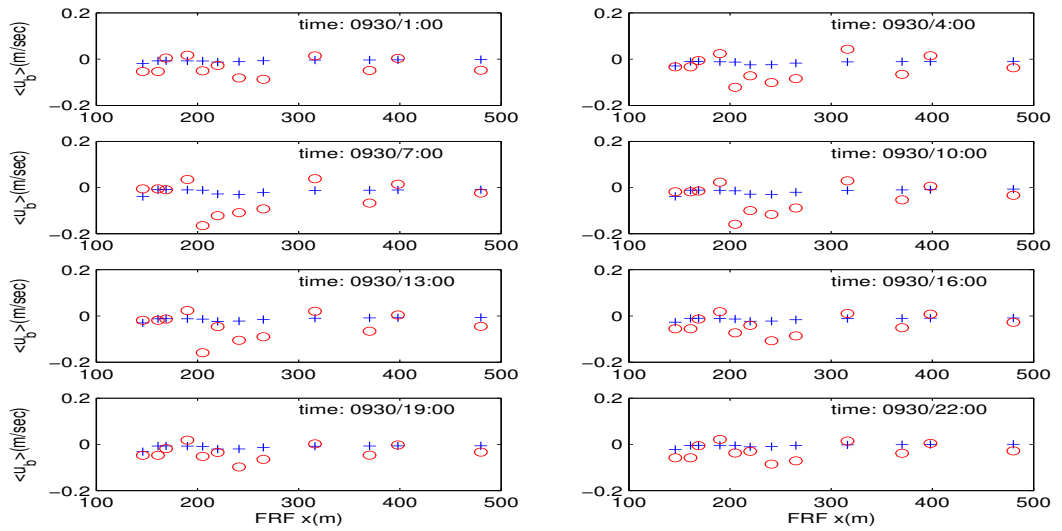 0.2 time: 0930/1:00 0.2 time: 0930/4:00
<u_b>(m/sec) 0 0
−0.2 −0.2
100 200 300 400 500 100 200 300 400 500
0.2 time: 0930/7:00 0.2 time: 0930/10:00
<u_b>(m/sec) 0 0
−0.2 −0.2
100 200 300 400 500 100 200 300 400 500
0.2 time: 0930/13:00 0.2 time: 0930/16:00
<u_b>(m/sec) 0 0
−0.2 −0.2
100 200 300 400 500 100 200 300 400 500
0.2 time: 0930/19:00 0.2 time: 0930/22:00
<u_b>(m/sec) 0 0
−0.2 −0.2
100 200 300 400 500 100 200 300 400 500
FRF x(m) FRF x(m)